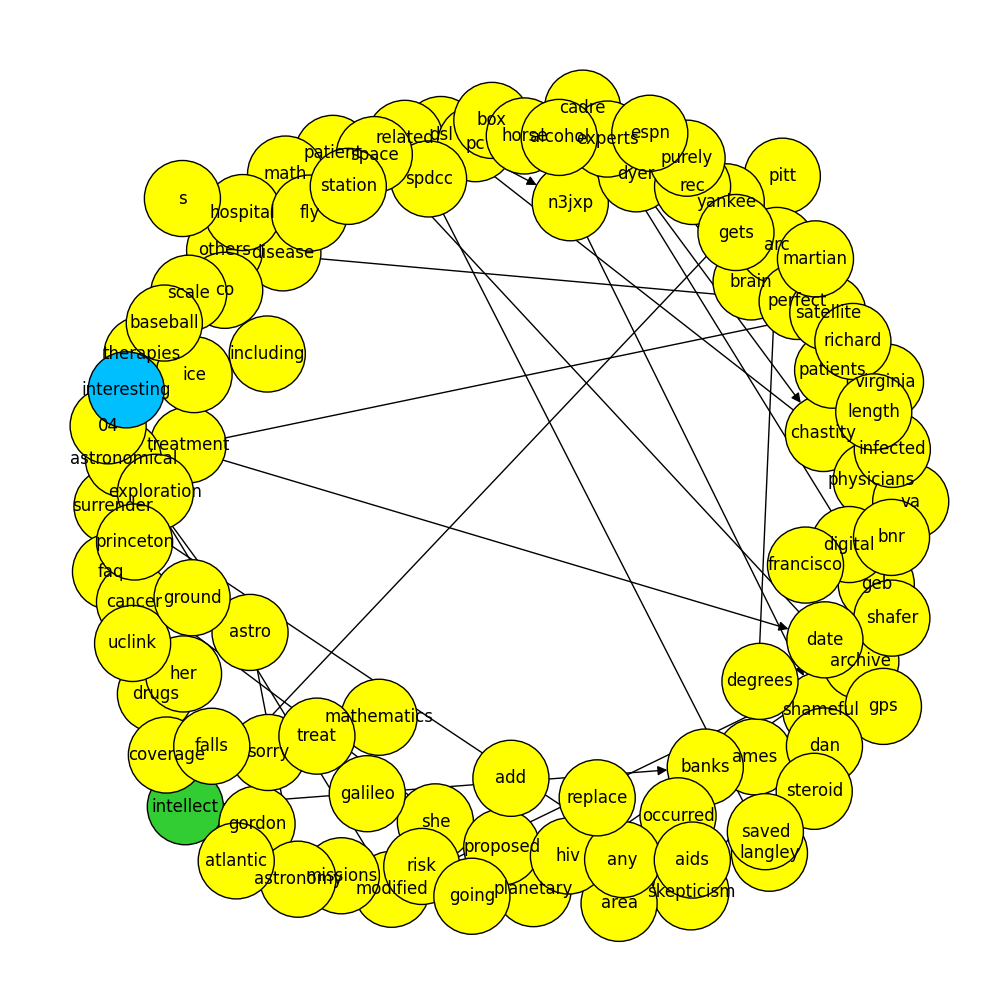 cadre
box
horse
alcohol
experts
espn
dsl
related
pc
patient
space
purely
math
station
spdcc
dyer
rec
pitt
s
hospital
fly
n3jxp
yankee
gets
arc
others
disease
martian
brain
perfect
scale
co
satellite
baseball
richard
therapies
including
ice
patients
virginia
interesting
length
04
chastity
treatment
infected
astronomical
physicians
exploration
surrender
va
princeton
bnr
digital
francisco
faq
geb
cancer
ground
shafer
uclink
astro
date
archive
her
degrees
drugs
mathematics
gps
shameful
coverage
falls
sorry
treat
dan
ames
banks
add
steroid
intellect
galileo
replace
occurred
gordon
she
saved
proposed
hiv
langley
atlantic
risk
any
aids
astronomy
missions
modified
going
planetary
skepticism
area